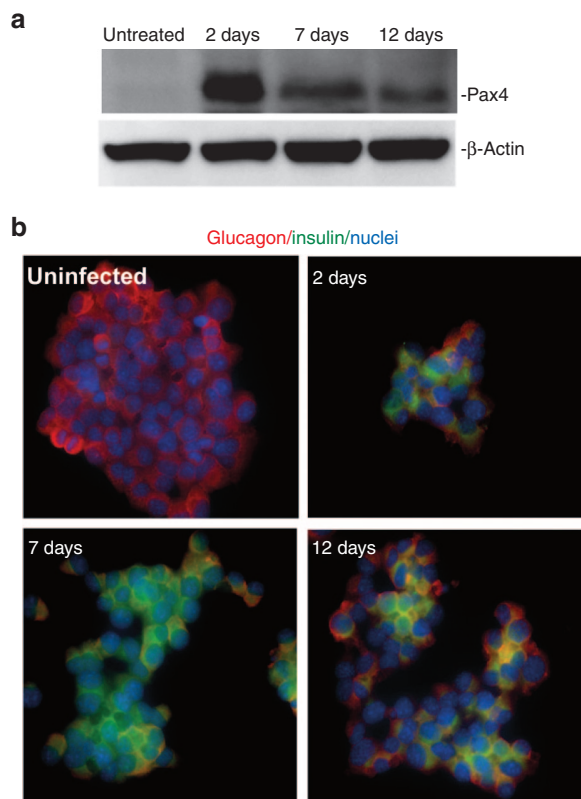 a
Untreated 2 days 7 days 12 days
-Pax4
-β-Actin
b
Glucagon/insulin/nuclei
Uninfected
2 days
7 days
12 days